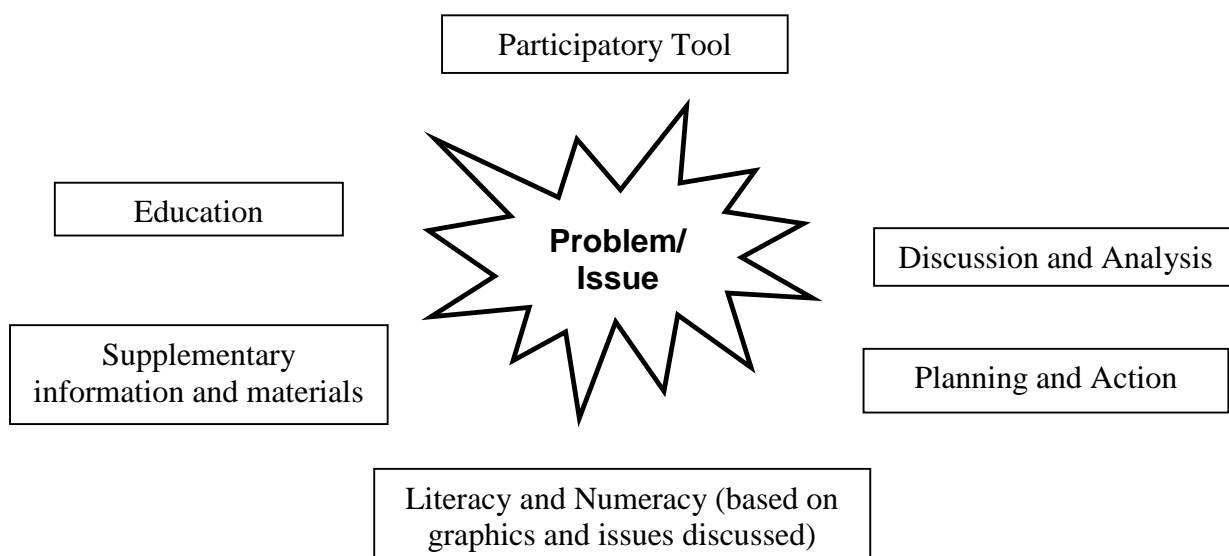 Participatory Tool
Education
Problem/
Issue
Discussion and Analysis
Supplementary
information and materials
Planning and Action
Literacy and Numeracy (based on
graphics and issues discussed)